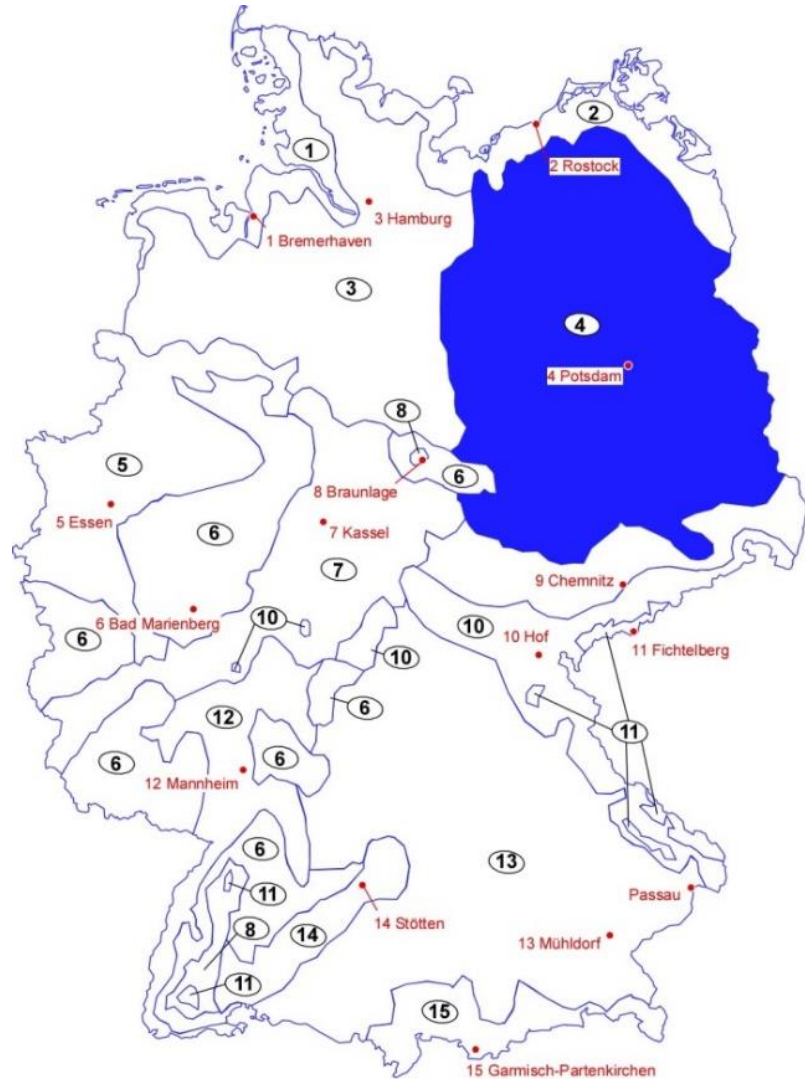 2
1
2 Rostock
3 Hamburg
1 Bremerhaven
3
4
4 Potsdam
8
5
6
8 Braunlage
5 Essen
6
7 Kassel
7
9 Chemnitz
6 Bad Marienberg
6
10
10
10 Hof
11 Fichtelberg
10
6
12
11
6
6
12 Mannheim
6
13
11
14 Stötten
Passau
8
14
13 Mühldorf
11
15
15 Garmisch-Partenkirchen